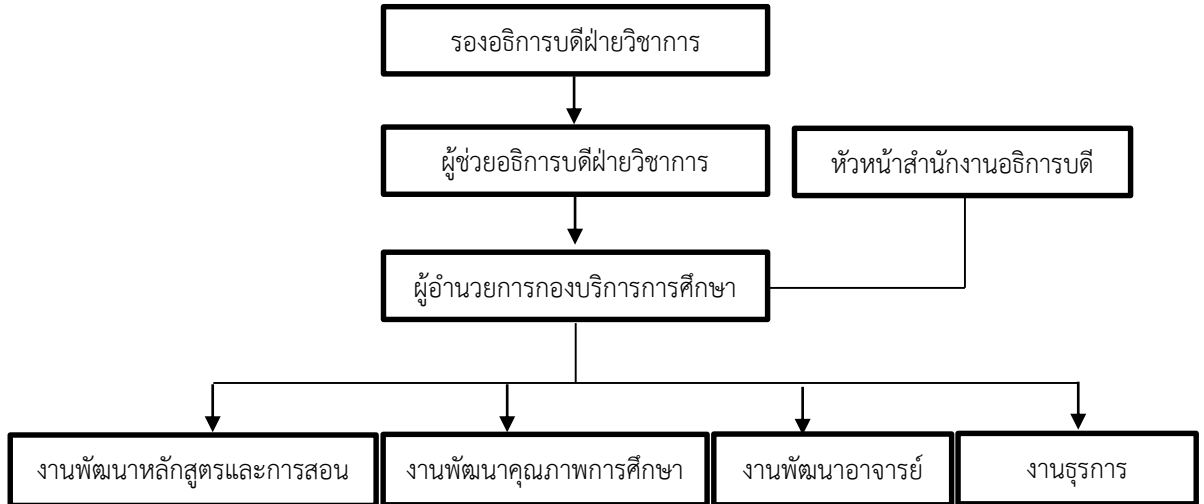 รองอธิการบดีฝ่ายวิชาการ
ผู้ช่วยอธิการบดีฝ่ายวิชาการ
หัวหน้าสำนักงานอธิการบดี
ผู้อำนวยการกองบริการการศึกษา
งานพัฒนาหลักสูตรและการสอน
งานพัฒนาคุณภาพการศึกษา
งานพัฒนาอาจารย์
งานธุรการ